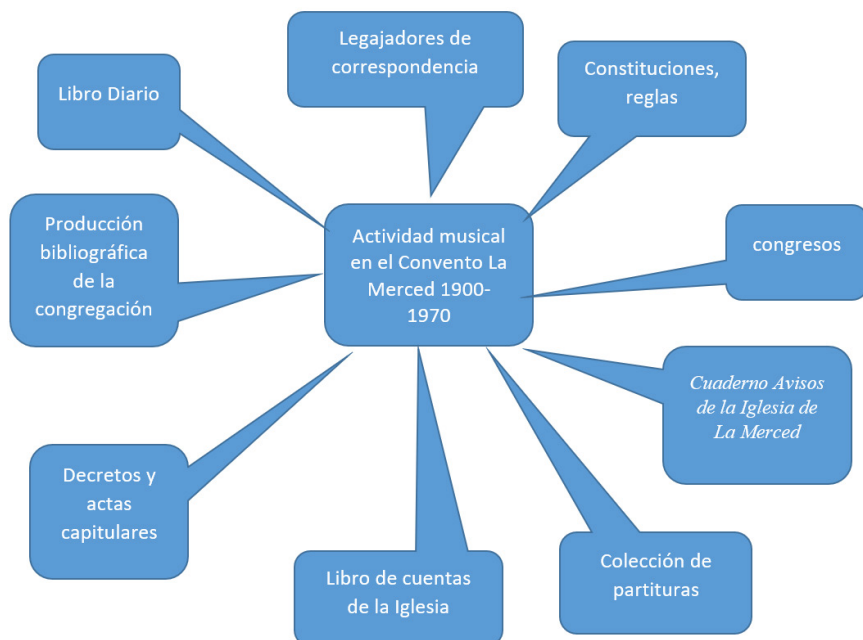 Legajadores de
correspondencia
Constituciones,
reglas
Libro Diario
Producción
bibliográfica
de la
congregación
Actividad musical
en el Convento La
Merced 1900-
1970
congresos
Cuaderno Avisos
de la Iglesia de
La Merced
Decretos y
actas
capitulares
Libro de cuentas
de la Iglesia
Colección de
partituras